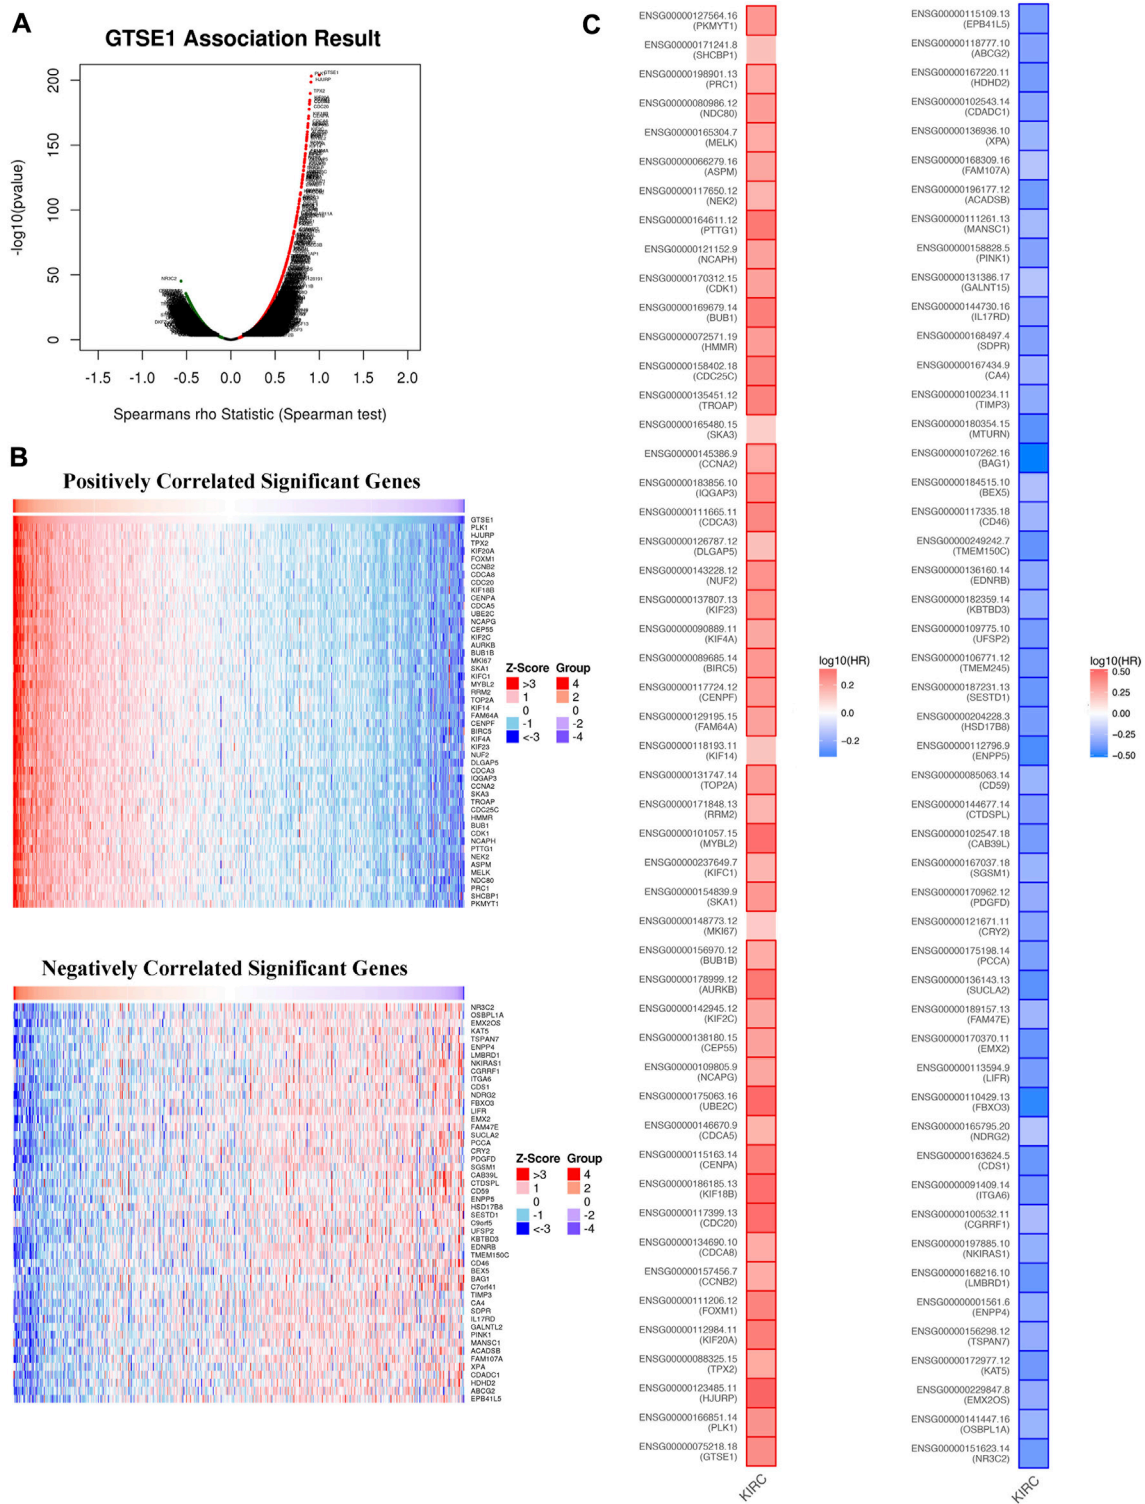 A
GTSE1 Association Result
-log10(pvalue)
200
150
100
50
0
GTSE1
HJURP
TPX2
CDC20
NR3C2
-1.5 -1.0 -0.5 0.0 0.5 1.0 1.5 2.0
Spearmans rho Statistic (Spearman test)
B
Positively Correlated Significant Genes
GTSE1
PLK1
HJURP
TPX2
KIF20A
FOXM1
CCNB2
CDCA8
CDC20
KIF18B
CENPA
CDCA5
UBE2C
NCAPG
CEP55
KIF2C
AURKB
BUB1B
MKI67
SKA1
KIFC1
MYBL2
RRM2
TOP2A
KIF14
FAM64A
CENPF
BIRC5
KIF4A
KIF23
NUF2
DLGAP5
CDCA3
IQGAP3
CCNA2
SKA3
TROAP
CDC25C
HMMR
BUB1
CDK1
NCAPH
PTTG1
NEK2
ASPM
MELK
NDC80
PRC1
SHCBP1
PKMYT1
Z-Score Group
>3 4
1 2
0 0
-1 -2
<-3 -4
Negatively Correlated Significant Genes
NR3C2
OSBPL1A
EMX2OS
KAT5
TSPAN7
ENPP4
LMBRD1
NKIRAS1
CGRRF1
ITGA6
CDS1
NDRG2
FBXO3
LIFR
EMX2
FAM47E
SUCLA2
PCCA
CRY2
PDGFD
SGSM1
CAB39L
CTDSPL
CD59
ENPP5
HSD17B8
SESTD1
C9orf5
UFSP2
KBTBD3
EDNRB
TMEM150C
CD46
BEX5
BAG1
C7orf41
TIMP3
CA4
SDPR
IL17RD
GALNTL2
PINK1
MANSC1
ACADSB
FAM107A
XPA
CDADC1
HDHD2
ABCG2
EPB41L5
Z-Score Group
>3 4
1 2
0 0
-1 -2
<-3 -4
C
ENSG00000127564.16
(PKMYT1)
ENSG00000171241.8
(SHCBP1)
ENSG00000198901.13
(PRC1)
ENSG00000080986.12
(NDC80)
ENSG00000165304.7
(MELK)
ENSG00000066279.16
(ASPM)
ENSG00000117650.12
(NEK2)
ENSG00000164611.12
(PTTG1)
ENSG00000121152.9
(NCAPH)
ENSG00000170312.15
(CDK1)
ENSG00000169679.14
(BUB1)
ENSG00000072571.19
(HMMR)
ENSG00000158402.18
(CDC25C)
ENSG00000135451.12
(TROAP)
ENSG00000165480.15
(SKA3)
ENSG00000145386.9
(CCNA2)
ENSG00000183856.10
(IQGAP3)
ENSG00000111665.11
(CDCA3)
ENSG00000126787.12
(DLGAP5)
ENSG00000143228.12
(NUF2)
ENSG00000137807.13
(KIF23)
ENSG00000090889.11
(KIF4A)
ENSG00000089685.14
(BIRC5)
ENSG00000117724.12
(CENPF)
ENSG00000129195.15
(FAM64A)
ENSG00000118193.11
(KIF14)
ENSG00000131747.14
(TOP2A)
ENSG00000171848.13
(RRM2)
ENSG00000101057.15
(MYBL2)
ENSG00000237649.7
(KIFC1)
ENSG00000154839.9
(SKA1)
ENSG00000148773.12
(MKI67)
ENSG00000156970.12
(BUB1B)
ENSG00000178999.12
(AURKB)
ENSG00000142945.12
(KIF2C)
ENSG00000138180.15
(CEP55)
ENSG00000109805.9
(NCAPG)
ENSG00000175063.16
(UBE2C)
ENSG00000146670.9
(CDCA5)
ENSG00000115163.14
(CENPA)
ENSG00000186185.13
(KIF18B)
ENSG00000117399.13
(CDC20)
ENSG00000134690.10
(CDCA8)
ENSG00000157456.7
(CCNB2)
ENSG00000111206.12
(FOXM1)
ENSG00000112984.11
(KIF20A)
ENSG00000088325.15
(TPX2)
ENSG00000123485.11
(HJURP)
ENSG00000166851.14
(PLK1)
ENSG00000075218.18
(GTSE1)
KIRC
log10(HR)
0.2
0.0
-0.2
ENSG00000115109.13
(EPB41L5)
ENSG00000118777.10
(ABCG2)
ENSG00000167220.11
(HDHD2)
ENSG00000102543.14
(CDADC1)
ENSG00000136936.10
(XPA)
ENSG00000168309.16
(FAM107A)
ENSG00000196177.12
(ACADSB)
ENSG00000111261.13
(MANSC1)
ENSG00000158828.5
(PINK1)
ENSG00000131386.17
(GALNT15)
ENSG00000144730.16
(IL17RD)
ENSG00000168497.4
(SDPR)
ENSG00000167434.9
(CA4)
ENSG00000100234.11
(TIMP3)
ENSG00000180354.15
(MTURN)
ENSG00000107262.16
(BAG1)
ENSG00000184515.10
(BEX5)
ENSG00000117335.18
(CD46)
ENSG00000249242.7
(TMEM150C)
ENSG00000136160.14
(EDNRB)
ENSG00000182359.14
(KBTBD3)
ENSG00000109775.10
(UFSP2)
ENSG00000106771.12
(TMEM245)
ENSG00000187231.13
(SESTD1)
ENSG00000204228.3
(HSD17B8)
ENSG00000112796.9
(ENPP5)
ENSG00000085063.14
(CD59)
ENSG00000144677.14
(CTDSPL)
ENSG00000102547.18
(CAB39L)
ENSG00000167037.18
(SGSM1)
ENSG00000170962.12
(PDGFD)
ENSG00000121671.11
(CRY2)
ENSG00000175198.14
(PCCA)
ENSG00000136143.13
(SUCLA2)
ENSG00000189157.13
(FAM47E)
ENSG00000170370.11
(EMX2)
ENSG00000113594.9
(LIFR)
ENSG00000110429.13
(FBXO3)
ENSG00000165795.20
(NDRG2)
ENSG00000163624.5
(CDS1)
ENSG00000091409.14
(ITGA6)
ENSG00000100532.11
(CGRRF1)
ENSG00000197885.10
(NKIRAS1)
ENSG00000168216.10
(LMBRD1)
ENSG00000001561.6
(ENPP4)
ENSG00000156298.12
(TSPAN7)
ENSG00000172977.12
(KAT5)
ENSG00000229847.8
(EMX2OS)
ENSG00000141447.16
(OSBPL1A)
ENSG00000151623.14
(NR3C2)
KIRC
log10(HR)
0.50
0.25
0.00
-0.25
-0.50